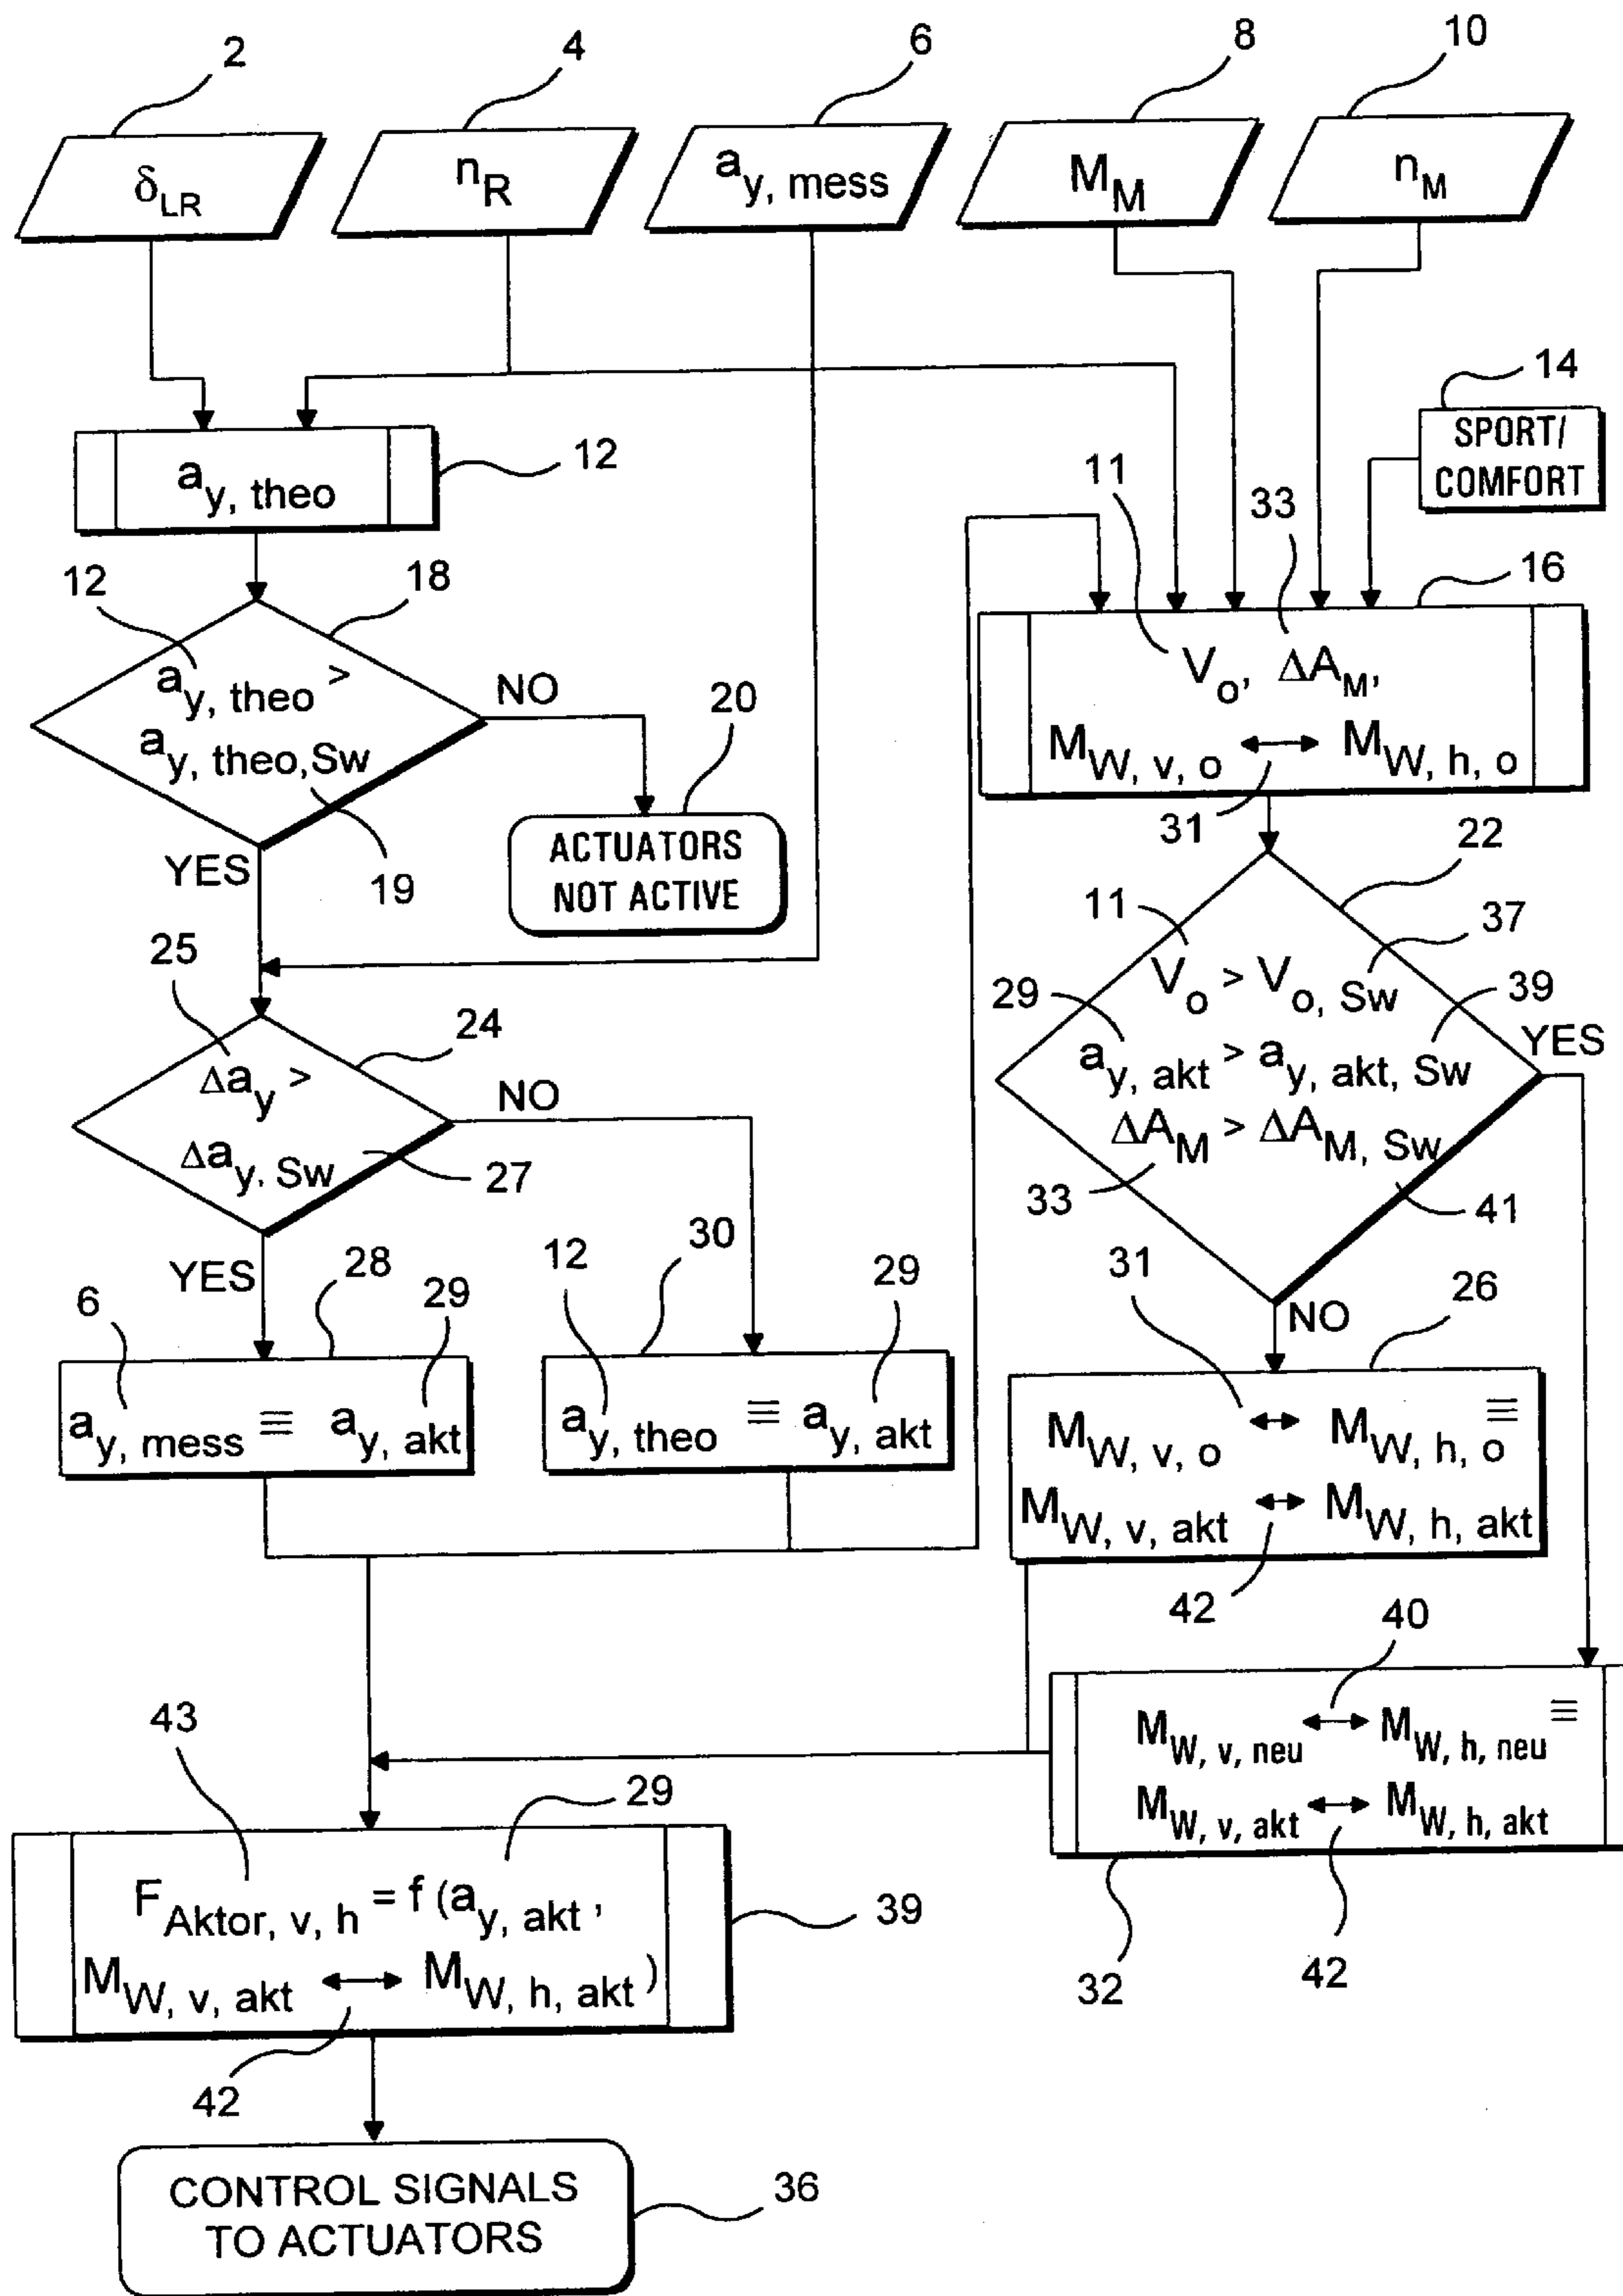 2
4
6
8
10
δLR
nR
ay, mess
MM
nM
14
SPORT/
COMFORT
12
ay, theo
11
33
16
12
18
ay, theo >
ay, theo, Sw
NO
YES
19
20
ACTUATORS
NOT ACTIVE
Vo, ΔAM,
MW, v, o ↔ MW, h, o
31
22
11
37
Vo > Vo, Sw
29
39
ay, akt > ay, akt, Sw
YES
ΔAM > ΔAM, Sw
33
41
NO
25
24
Δay >
Δay, Sw
NO
27
YES
6
28
29
ay, mess ≡ ay, akt
12
30
29
ay, theo ≡ ay, akt
31
26
MW, v, o ↔ MW, h, o ≡
MW, v, akt ↔ MW, h, akt
42
40
MW, v, neu ↔ MW, h, neu ≡
MW, v, akt ↔ MW, h, akt
32
42
43
29
FAktor, v, h = f (ay, akt,
MW, v, akt ↔ MW, h, akt)
39
42
CONTROL SIGNALS
TO ACTUATORS
36